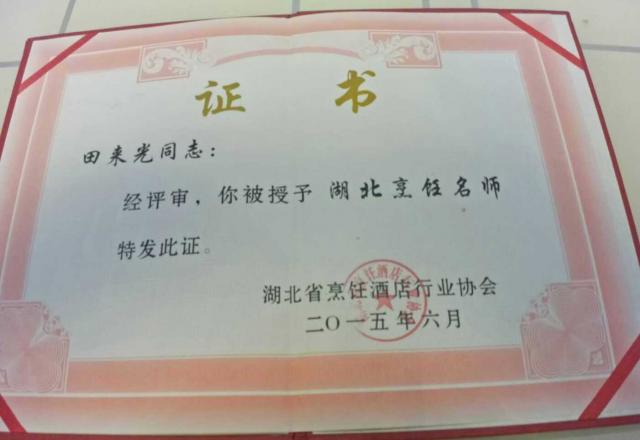 证 书
田来光同志：
经评审，你被授予 湖北烹饪名师
特发此证。
湖北省烹饪酒店行业协会
二〇一五年六月